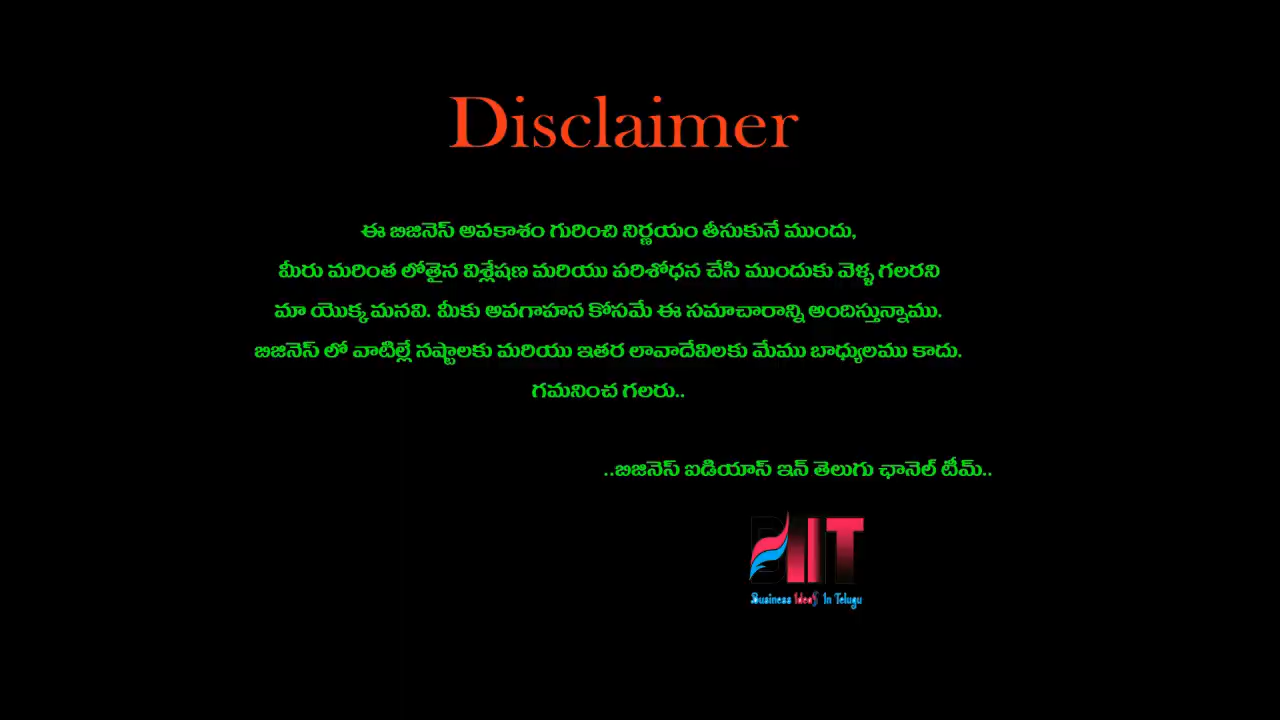 Disclaimer
ఈ బిజినెస్ అవకాశం గురించి నిర్ణయం తీసుకునే ముందు,
మీరు మరింత లోతైన విశ్లేషణ మరియు పరిశోధన చేసి ముందుకు వెళ్ళ గలరని
మా యొక్క మనవి. మీకు అవగాహన కోసమే ఈ సమాచారాన్ని అందిస్తున్నాము.
బిజినెస్ లో వాటిల్లే నష్టాలకు మరియు ఇతర లావాదేవిలకు మేము బాధ్యులము కాదు.
గమనించ గలరు..
..బిజినెస్ ఐడియాస్ ఇన్ తెలుగు ఛానెల్ టీమ్..
BIIT
Business Ideas In Telugu